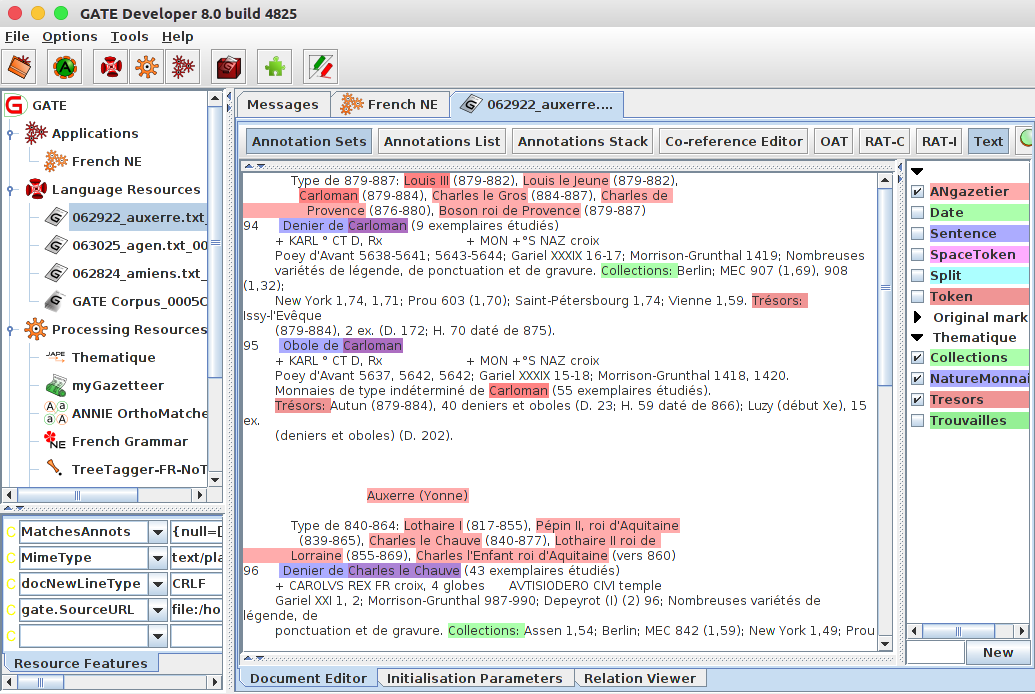 GATE Developer 8.0 build 4825
File Options Tools Help
GATE
Applications
French NE
Language Resources
062922_auxerre.txt_
063025_agen.txt_00
062824_amiens.txt_
GATE Corpus_0005C
Processing Resources
JAPE Thematique
myGazetteer
Aa aA ANNIE OrthoMatche
NE French Grammar
TreeTagger-FR-NoT
MatchesAnnots {null=[
MimeType text/pla
docNewLineType CRLF
gate.SourceURL file:/ho
Resource Features
Messages French NE 062922_auxerre....
Annotation Sets Annotations List Annotations Stack Co-reference Editor OAT RAT-C RAT-I Text
Type de 879-887: Louis III (879-882), Louis le Jeune (879-882),
Carloman (879-884), Charles le Gros (884-887), Charles de
Provence (876-880), Boson roi de Provence (879-887)
94 Denier de Carloman (9 exemplaires étudiés)
+ KARL ° CT D, Rx + MON +°S NAZ croix
Poey d'Avant 5638-5641; 5643-5644; Gariel XXXIX 16-17; Morrison-Grunthal 1419; Nombreuses
variétés de légende, de ponctuation et de gravure. Collections: Berlin; MEC 907 (1,69), 908
(1,32);
New York 1,74, 1,71; Prou 603 (1,70); Saint-Pétersbourg 1,74; Vienne 1,59. Trésors:
Issy-l'Evêque
(879-884), 2 ex. (D. 172; H. 70 daté de 875).
95 Obole de Carloman
+ KARL ° CT D, Rx + MON +°S NAZ croix
Poey d'Avant 5637, 5642, 5642; Gariel XXXIX 15-18; Morrison-Grunthal 1418, 1420.
Monnaies de type indéterminé de Carloman (55 exemplaires étudiés).
Trésors: Autun (879-884), 40 deniers et oboles (D. 23; H. 59 daté de 866); Luzy (début Xe), 15
ex.
(deniers et oboles) (D. 202).
Auxerre (Yonne)
Type de 840-864: Lothaire I (817-855), Pépin II, roi d'Aquitaine
(839-865), Charles le Chauve (840-877), Lothaire II roi de
Lorraine (855-869), Charles l'Enfant roi d'Aquitaine (vers 860)
96 Denier de Charles le Chauve (43 exemplaires étudiés)
+ CAROLVS REX FR croix, 4 globes AVTISIODERO CIVI temple
Gariel XXI 1, 2; Morrison-Grunthal 987-990; Depeyrot (I) (2) 96; Nombreuses variétés de
légende, de
ponctuation et de gravure. Collections: Assen 1,54; Berlin; MEC 842 (1,59); New York 1,49; Prou
Document Editor Initialisation Parameters Relation Viewer
ANgazetier
Date
Sentence
SpaceToken
Split
Token
Original mark
Thematique
Collections
NatureMonnai
Tresors
Trouvailles
New